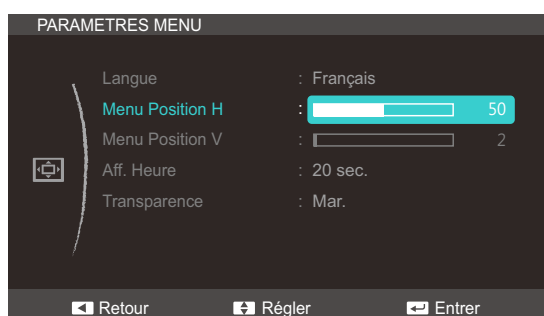 PARAMETRES MENU
Langue : Français
Menu Position H : 50
Menu Position V : 2
Aff. Heure : 20 sec.
Transparence : Mar.
Retour Régler Entrer